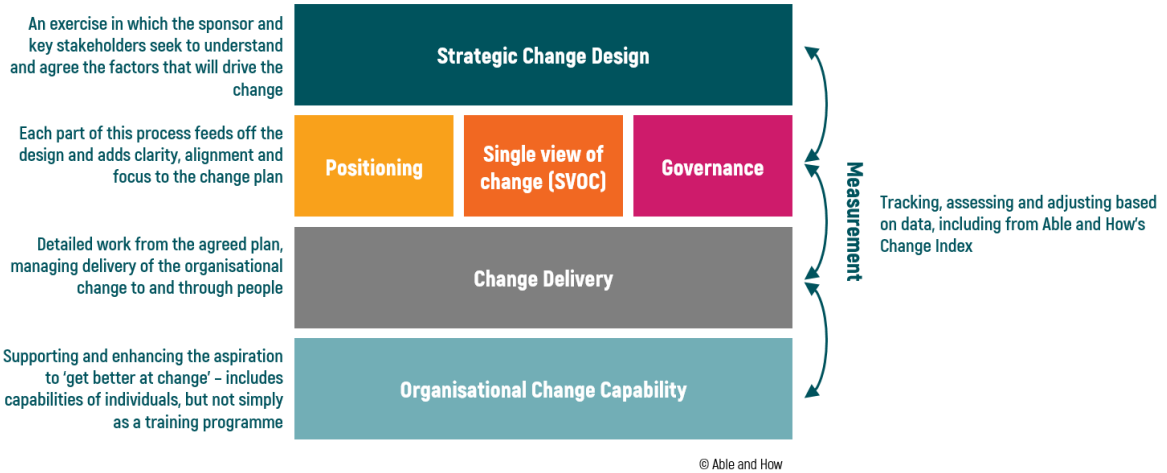 An exercise in which the sponsor and
key stakeholders seek to understand
and agree the factors that will drive the
change
Strategic Change Design
Each part of this process feeds off the
design and adds clarity, alignment and
focus to the change plan
Positioning
Single view of
change (SVOC)
Governance
Measurement
Tracking, assessing and adjusting based
on data, including from Able and How's
Change Index
Detailed work from the agreed plan,
managing delivery of the organisational
change to and through people
Change Delivery
Supporting and enhancing the aspiration
to ‘get better at change’ – includes
capabilities of individuals, but not simply
as a training programme
Organisational Change Capability
© Able and How